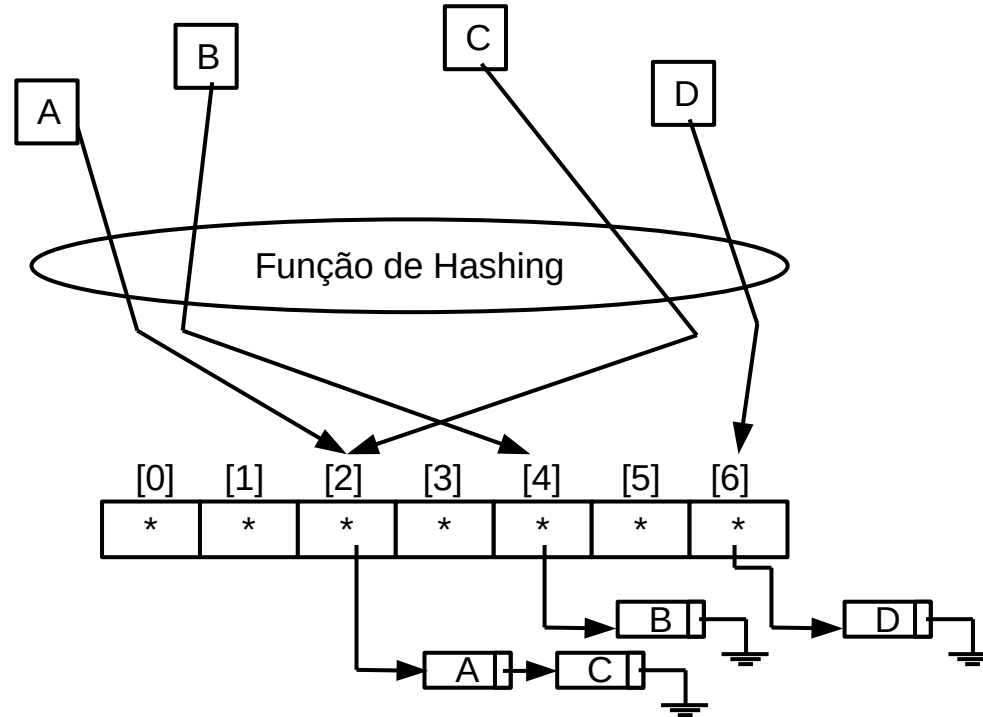 C
B
D
A
Função de Hashing
[0] [1] [2] [3] [4] [5] [6]
* * * * * * *
B D
A C